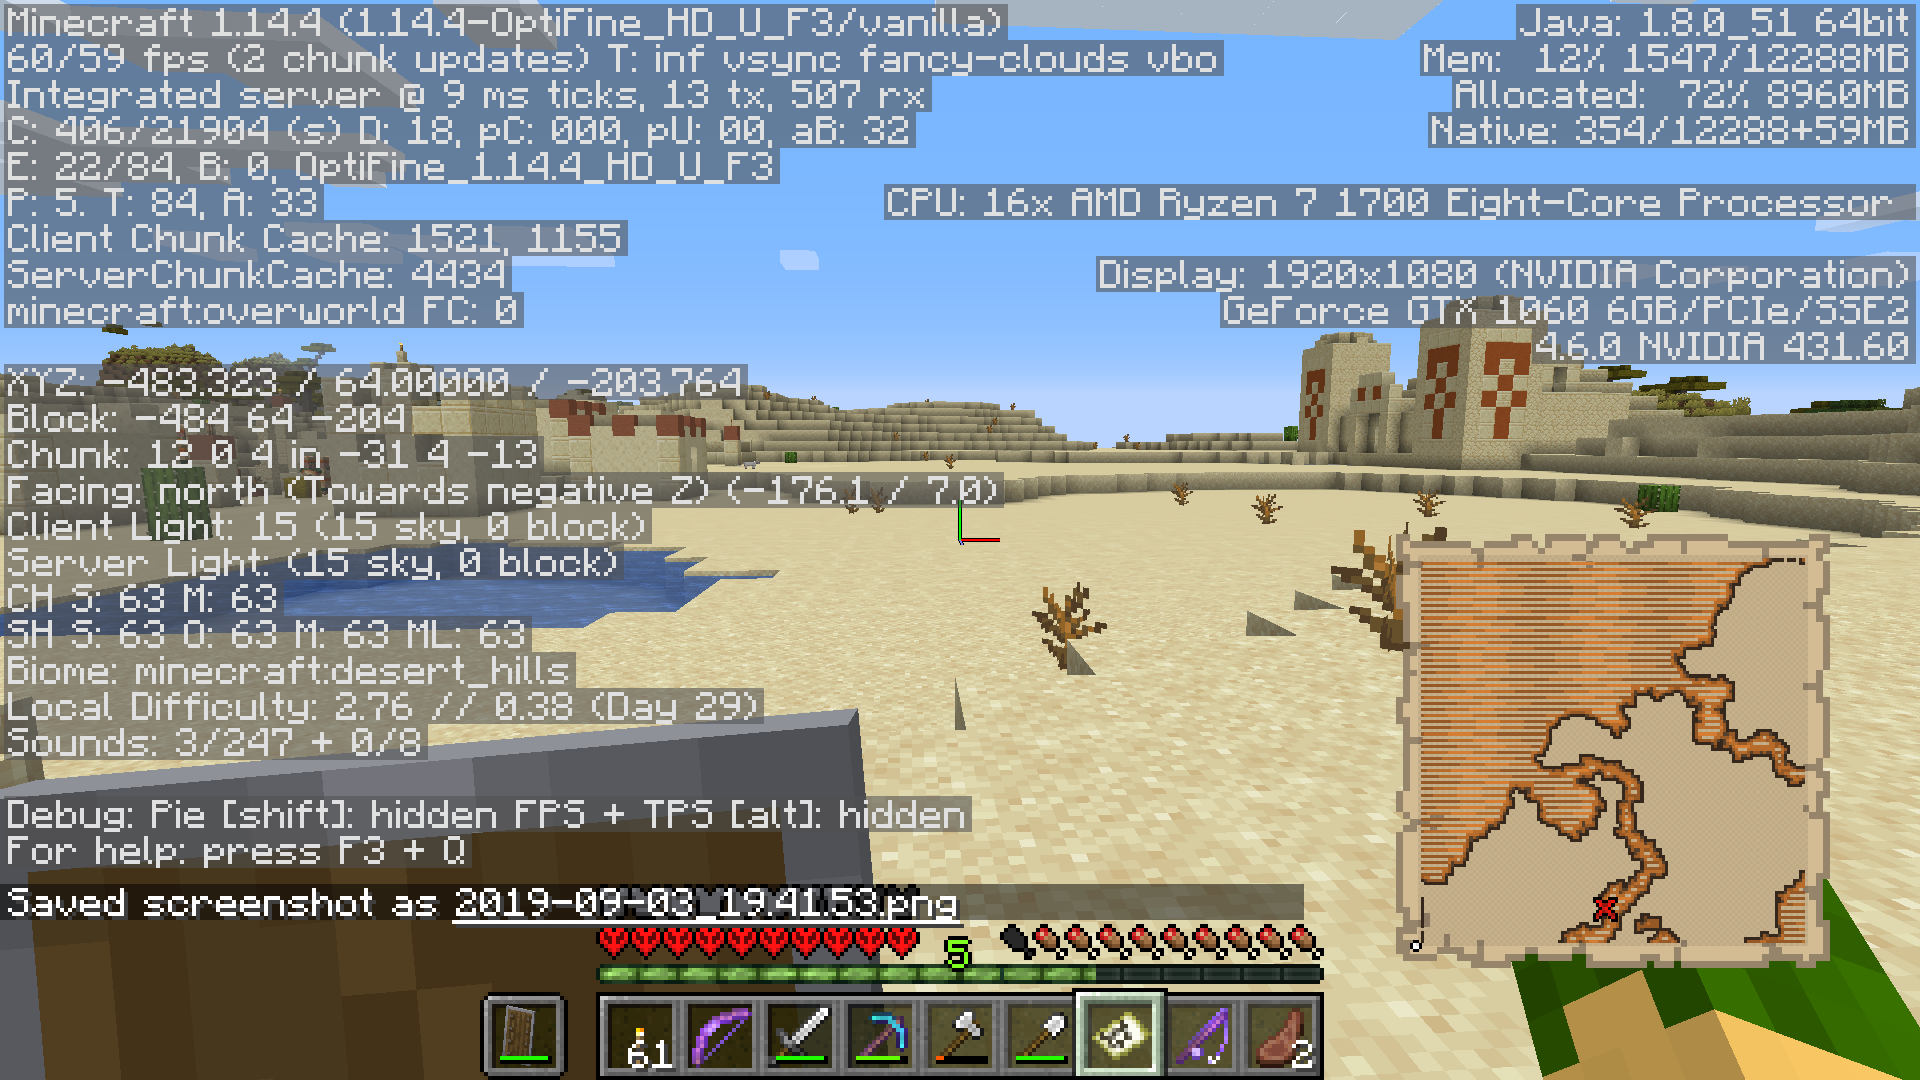 Minecraft 1.14.4 (1.14.4-OptiFine_HD_U_F3/vanilla)
60/59 fps (2 chunk updates) T: inf vsync fancy-clouds vbo
Integrated server @ 9 ms ticks, 13 tx, 507 rx
C: 406/21904 (s) D: 18, pC: 000, pU: 00, aB: 32
E: 22/84, B: 0, OptiFine_1.14.4_HD_U_F3
P: 5. T: 84, A: 33
Client Chunk Cache: 1521, 1155
ServerChunkCache: 4434
minecraft:overworld FC: 0
XYZ: -483.323 / 64.00000 / -203.764
Block: -484 64 -204
Chunk: 12 0 4 in -31 4 -13
Facing: north (Towards negative Z) (-176.1 / 7.0)
Client Light: 15 (15 sky, 0 block)
Server Light: (15 sky, 0 block)
CH S: 63 M: 63
SH S: 63 O: 63 M: 63 ML: 63
Biome: minecraft:desert_hills
Local Difficulty: 2.76 // 0.38 (Day 29)
Sounds: 3/247 + 0/8
Debug: Pie [shift]: hidden FPS + TPS [alt]: hidden
For help: press F3 + Q
Saved screenshot as 2019-09-03_19.41.53.png
Java: 1.8.0_51 64bit
Mem: 12% 1547/12288MB
Allocated: 72% 8960MB
Native: 354/12288+59MB
CPU: 16x AMD Ryzen 7 1700 Eight-Core Processor
Display: 1920x1080 (NVIDIA Corporation)
GeForce GTX 1060 6GB/PCIe/SSE2
4.6.0 NVIDIA 431.60
5
61
2